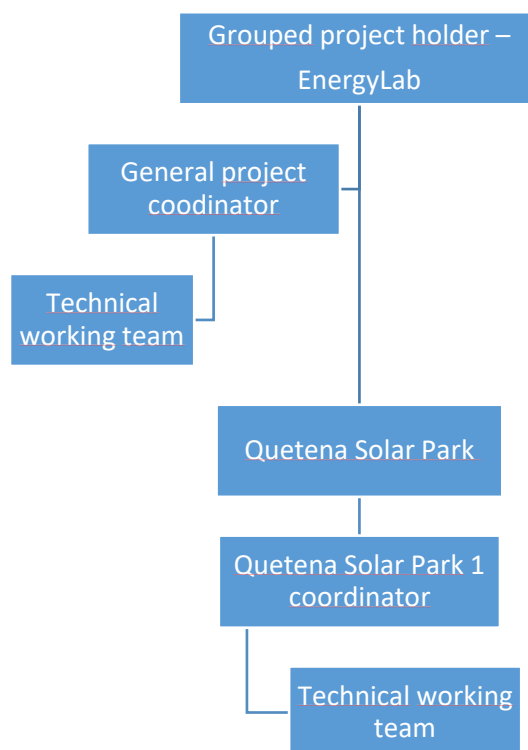 Grouped project holder –
EnergyLab
General project
coodinator
Technical
working team
Quetena Solar Park
Quetena Solar Park 1
coordinator
Technical working
team